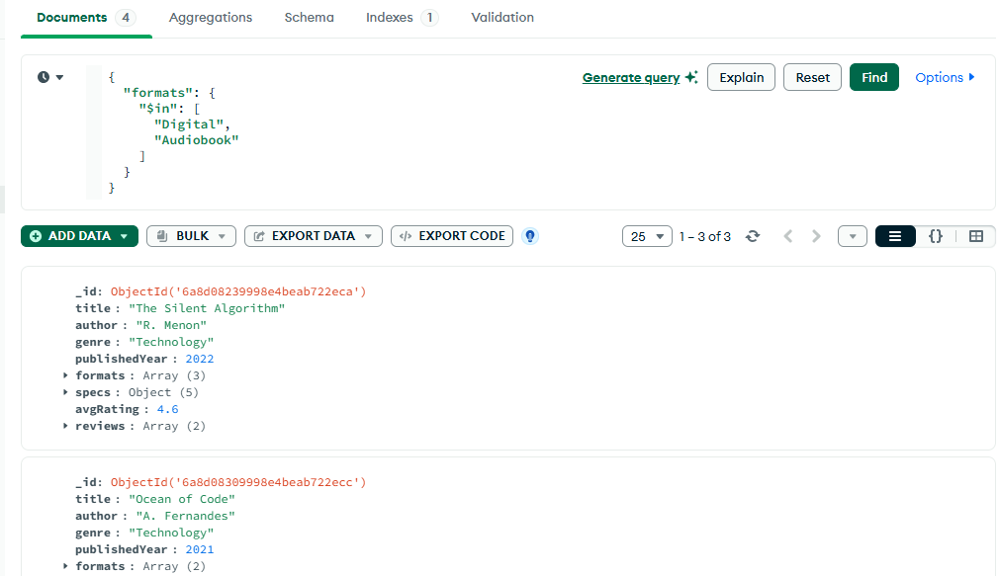 Documents 4 Aggregations Schema Indexes 1 Validation
{
"formats": {
"$in": [
"Digital",
"Audiobook"
]
}
}
Generate query Explain Reset Find Options
ADD DATA BULK EXPORT DATA EXPORT CODE 25 1 – 3 of 3 {}
_id: ObjectId('6a8d08239998e4beab722eca')
title : "The Silent Algorithm"
author : "R. Menon"
genre : "Technology"
publishedYear : 2022
formats : Array (3)
specs : Object (5)
avgRating : 4.6
reviews : Array (2)
_id: ObjectId('6a8d08309998e4beab722ecc')
title : "Ocean of Code"
author : "A. Fernandes"
genre : "Technology"
publishedYear : 2021
formats : Array (2)